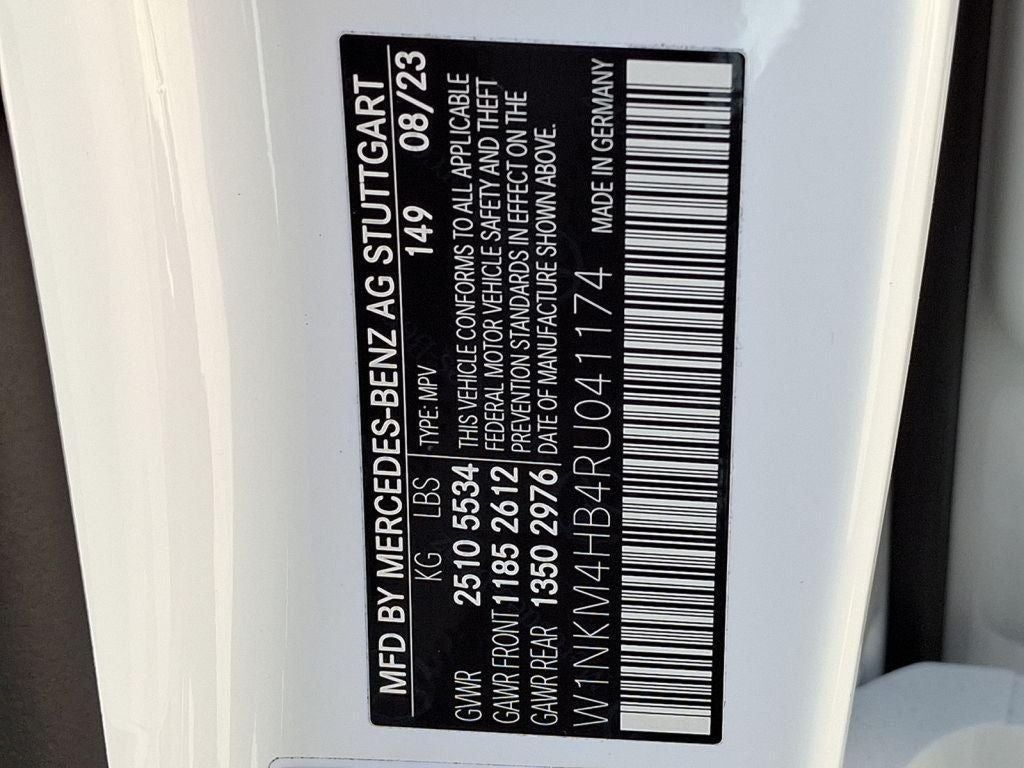 MFD BY MERCEDES-BENZ AG STUTTGART
KG LBS TYPE: MPV 149 08/23
GWR 2510 5534 THIS VEHICLE CONFORMS TO ALL APPLICABLE
GAWR FRONT 1185 2612 FEDERAL MOTOR VEHICLE SAFETY AND THEFT
GAWR REAR 1350 2976 PREVENTION STANDARDS IN EFFECT ON THE
DATE OF MANUFACTURE SHOWN ABOVE.
W1NKM4HB4RU041174 MADE IN GERMANY